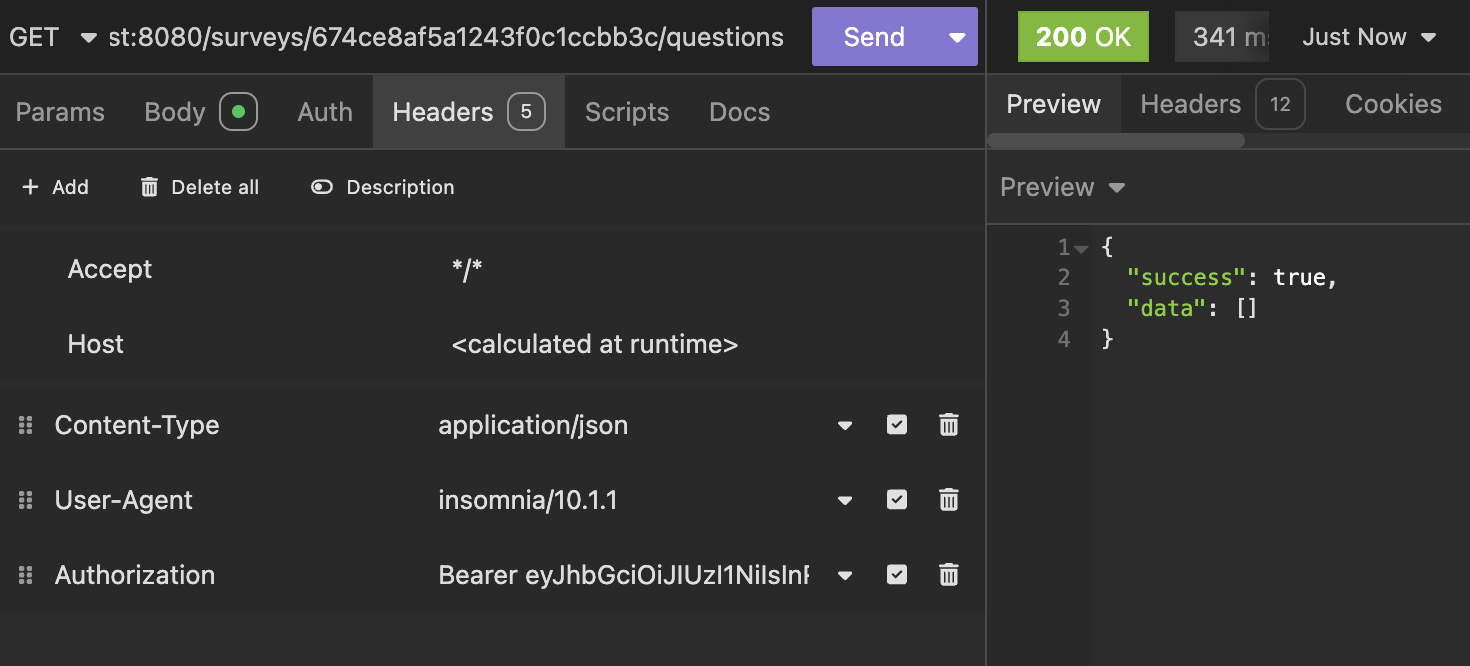 GET st:8080/surveys/674ce8af5a1243f0c1ccbb3c/questions Send
200 OK 341 m Just Now
Params Body Auth Headers 5 Scripts Docs
Preview Headers 12 Cookies
+ Add Delete all Description
Preview
Accept */*
Host <calculated at runtime>
Content-Type application/json
User-Agent insomnia/10.1.1
Authorization Bearer eyJhbGciOiJIUzI1NiIsInR
1 {
2 "success": true,
3 "data": []
4 }